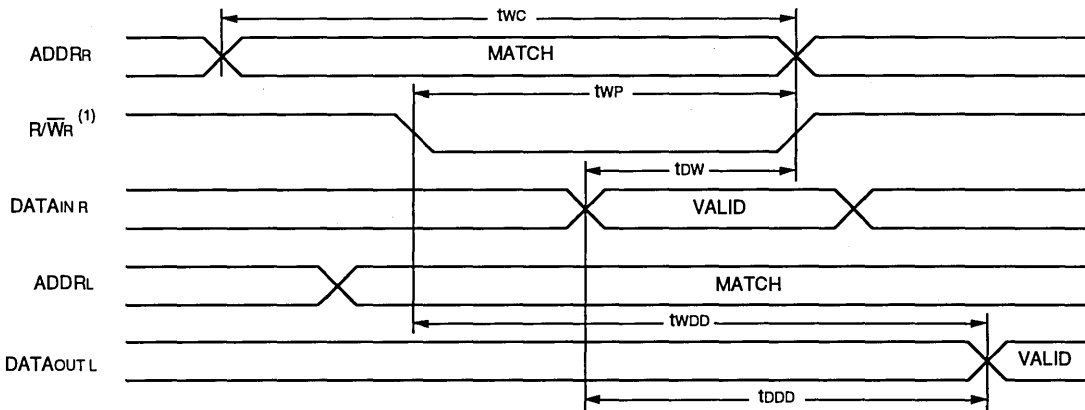 tWC
ADDRR MATCH
tWP
R/W̅R (1)
tDW
DATAIN R VALID
ADDRL MATCH
tWDD
DATAOUT L VALID
tDDD